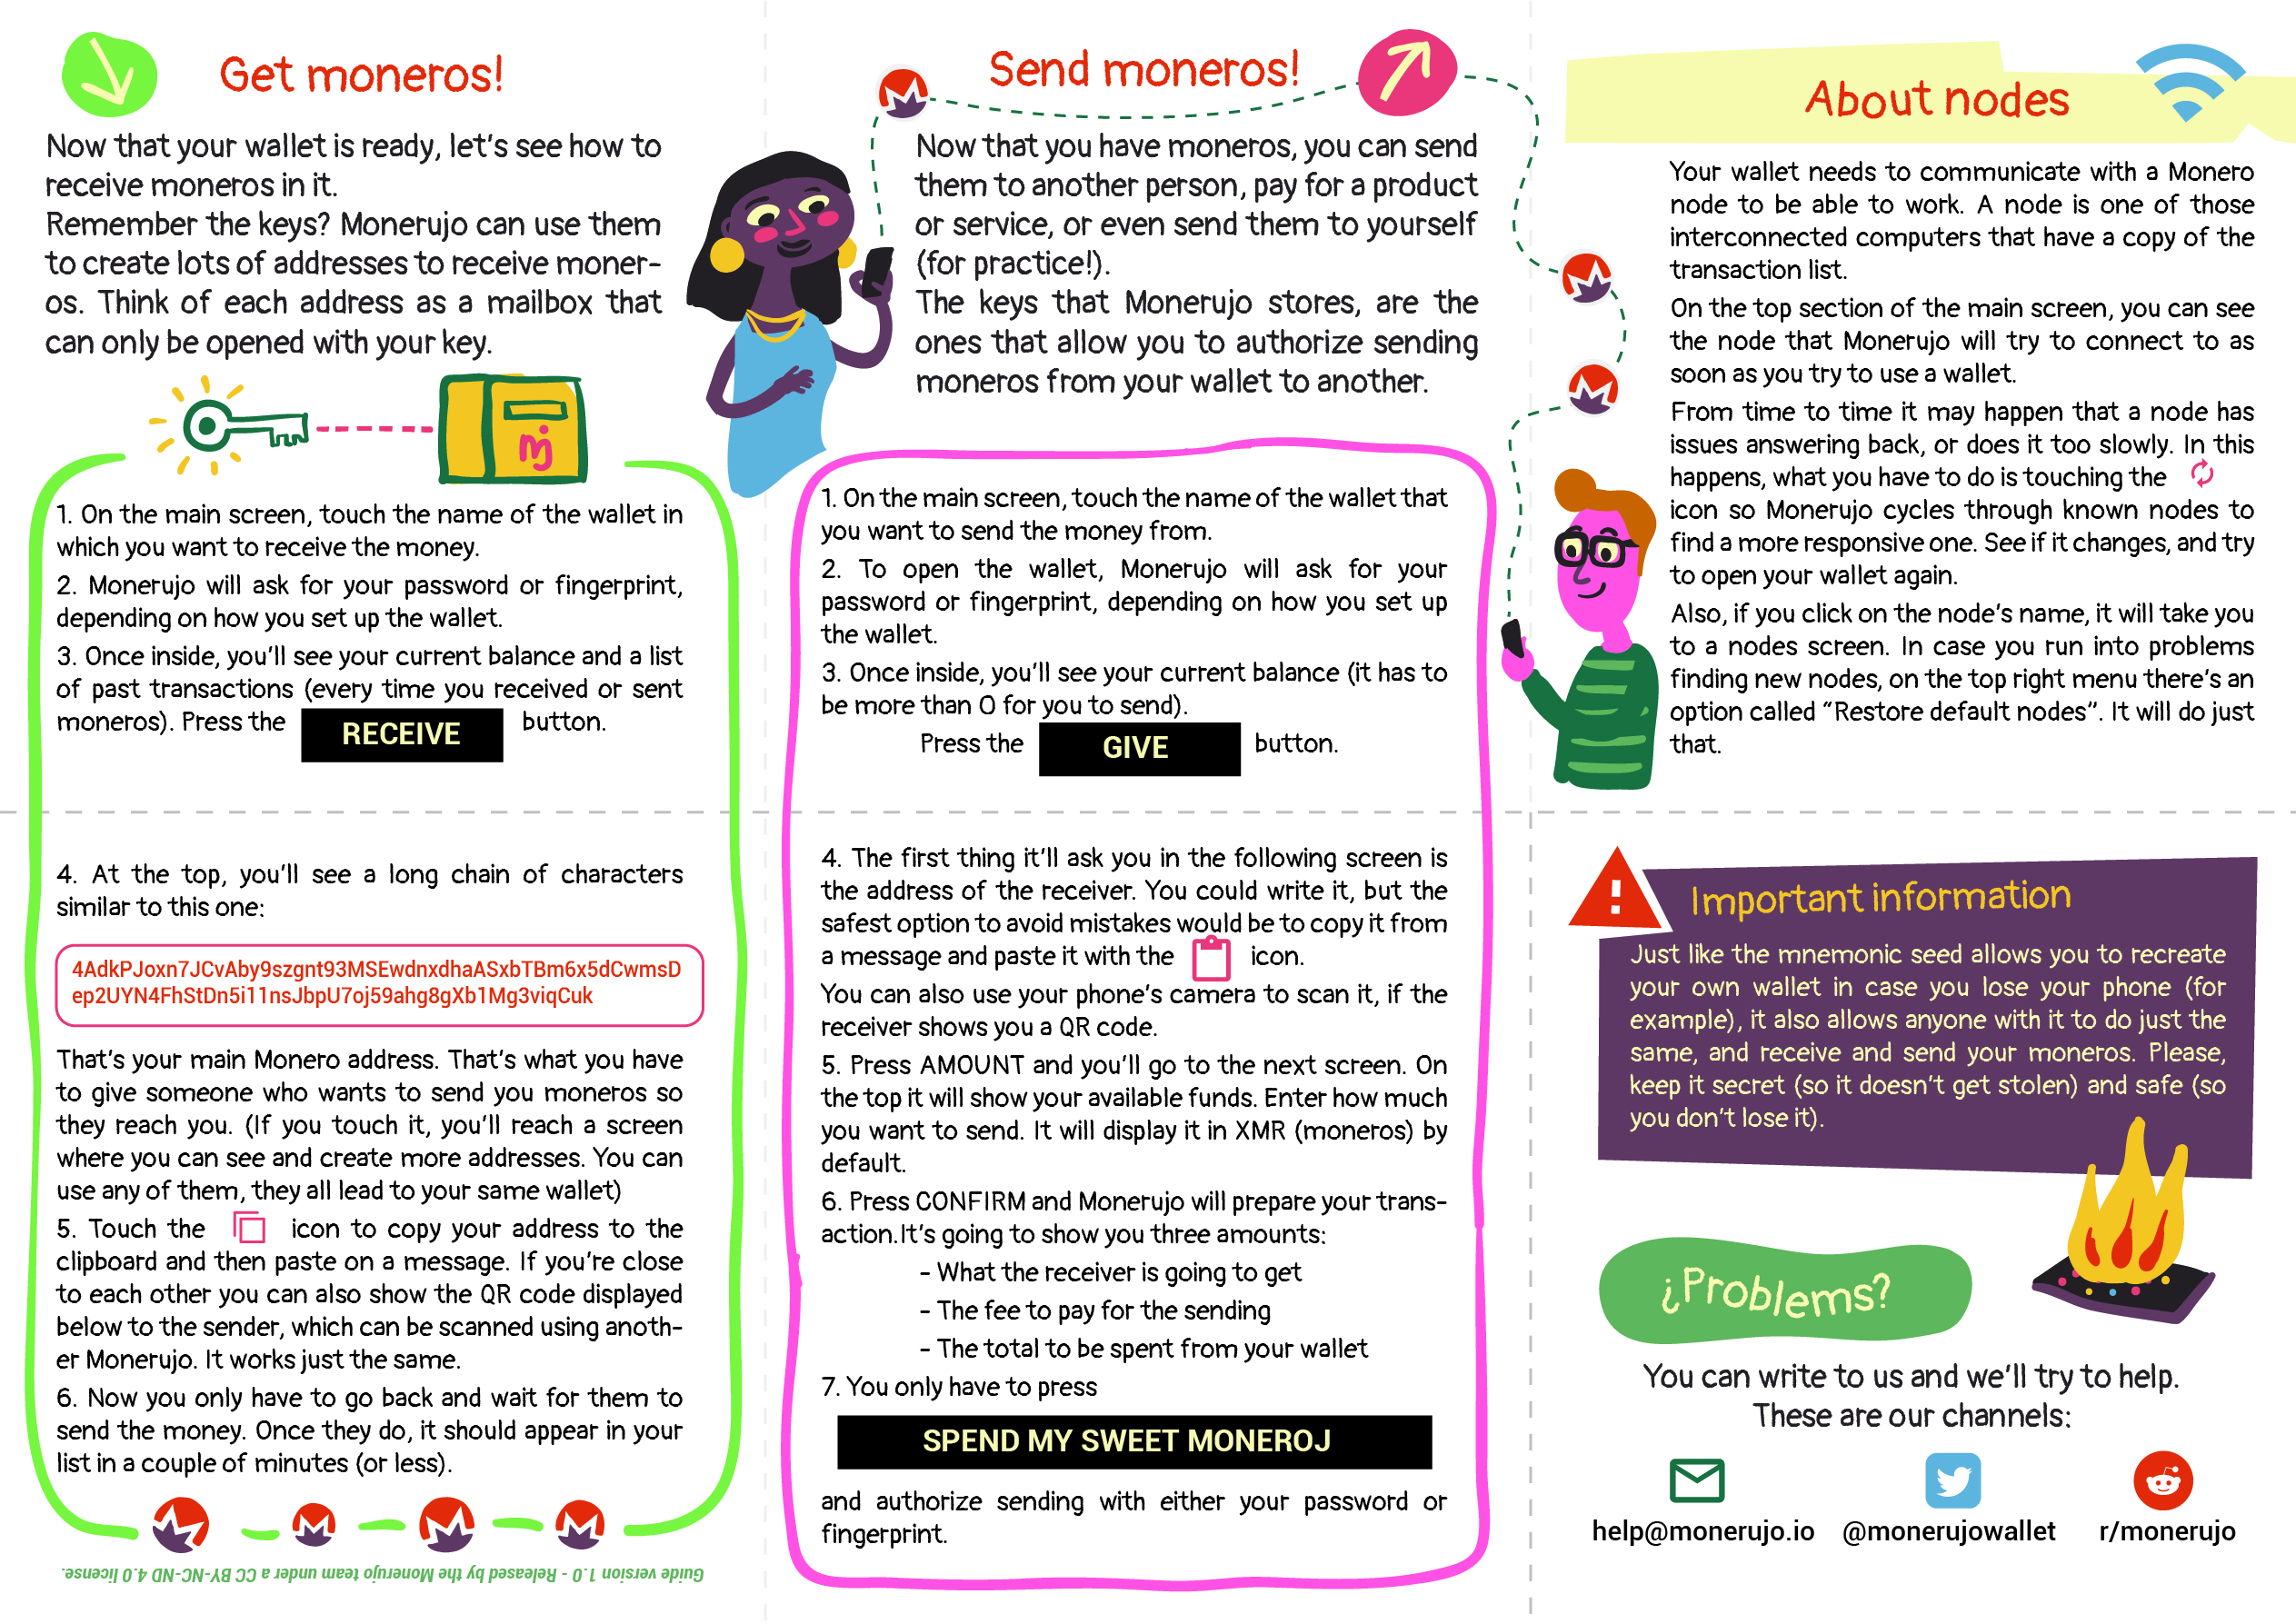 Get moneros!
Now that your wallet is ready, let's see how to
receive moneros in it.
Remember the keys? Monerujo can use them
to create lots of addresses to receive moner-
os. Think of each address as a mailbox that
can only be opened with your key.
mj
1. On the main screen, touch the name of the wallet in
which you want to receive the money.
2. Monerujo will ask for your password or fingerprint,
depending on how you set up the wallet.
3. Once inside, you'll see your current balance and a list
of past transactions (every time you received or sent
moneros). Press the RECEIVE button.
4. At the top, you'll see a long chain of characters
similar to this one:
4AdkPJoxn7JCvAby9szgnt93MSEwdnxdhaASxbTBm6x5dCwmsD
ep2UYN4FhStDn5i11nsJbpU7oj59ahg8gXb1Mg3viqCuk
That's your main Monero address. That's what you have
to give someone who wants to send you moneros so
they reach you. (If you touch it, you'll reach a screen
where you can see and create more addresses. You can
use any of them, they all lead to your same wallet)
5. Touch the icon to copy your address to the
clipboard and then paste on a message. If you're close
to each other you can also show the QR code displayed
below to the sender, which can be scanned using anoth-
er Monerujo. It works just the same.
6. Now you only have to go back and wait for them to
send the money. Once they do, it should appear in your
list in a couple of minutes (or less).
Guide version 1.0 - Released by the Monerujo team under a CC BY-NC-ND 4.0 license.
Send moneros!
Now that you have moneros, you can send
them to another person, pay for a product
or service, or even send them to yourself
(for practice!).
The keys that Monerujo stores, are the
ones that allow you to authorize sending
moneros from your wallet to another.
1. On the main screen, touch the name of the wallet that
you want to send the money from.
2. To open the wallet, Monerujo will ask for your
password or fingerprint, depending on how you set up
the wallet.
3. Once inside, you'll see your current balance (it has to
be more than 0 for you to send).
Press the GIVE button.
4. The first thing it'll ask you in the following screen is
the address of the receiver. You could write it, but the
safest option to avoid mistakes would be to copy it from
a message and paste it with the icon.
You can also use your phone's camera to scan it, if the
receiver shows you a QR code.
5. Press AMOUNT and you'll go to the next screen. On
the top it will show your available funds. Enter how much
you want to send. It will display it in XMR (moneros) by
default.
6. Press CONFIRM and Monerujo will prepare your trans-
action.It's going to show you three amounts:
- What the receiver is going to get
- The fee to pay for the sending
- The total to be spent from your wallet
7. You only have to press
SPEND MY SWEET MONEROJ
and authorize sending with either your password or
fingerprint.
About nodes
Your wallet needs to communicate with a Monero
node to be able to work. A node is one of those
interconnected computers that have a copy of the
transaction list.
On the top section of the main screen, you can see
the node that Monerujo will try to connect to as
soon as you try to use a wallet.
From time to time it may happen that a node has
issues answering back, or does it too slowly. In this
happens, what you have to do is touching the
icon so Monerujo cycles through known nodes to
find a more responsive one. See if it changes, and try
to open your wallet again.
Also, if you click on the node's name, it will take you
to a nodes screen. In case you run into problems
finding new nodes, on the top right menu there's an
option called "Restore default nodes". It will do just
that.
Important information
Just like the mnemonic seed allows you to recreate
your own wallet in case you lose your phone (for
example), it also allows anyone with it to do just the
same, and receive and send your moneros. Please,
keep it secret (so it doesn't get stolen) and safe (so
you don't lose it).
¿Problems?
You can write to us and we'll try to help.
These are our channels:
help@monerujo.io @monerujowallet r/monerujo